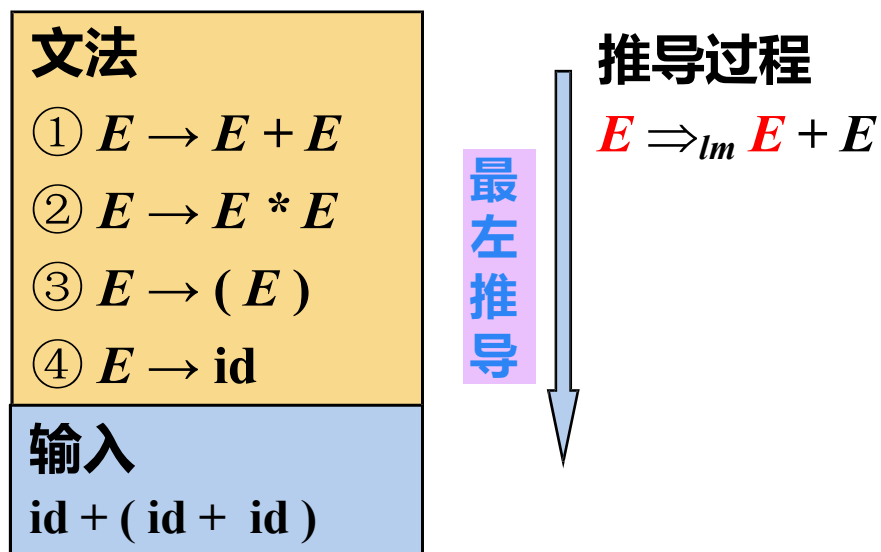 文法
① E → E + E
② E → E * E
③ E → ( E )
④ E → id
输入
id + ( id + id )
最左推导
推导过程
E ⇒lm E + E